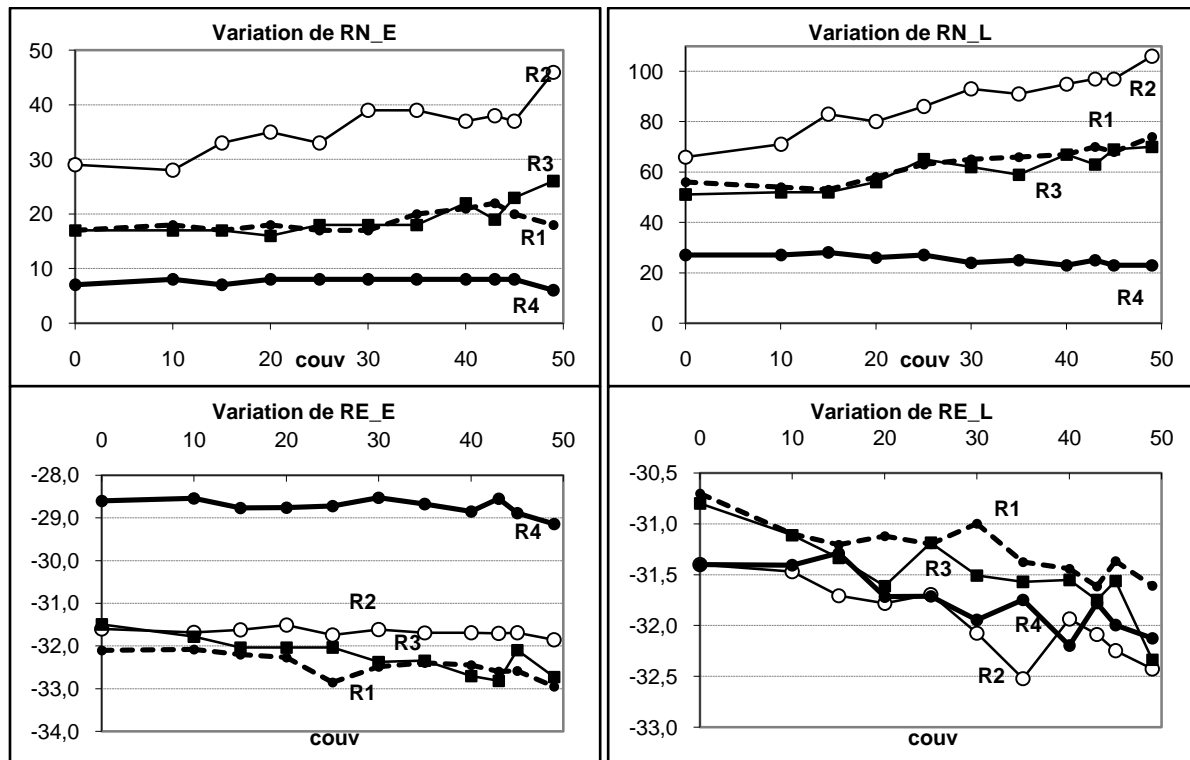 Variation de RN_E
50
40
30
20
10
0
R2
R3
R1
R4
0 10 20 30 40 50
couv
Variation de RN_L
100
80
60
40
20
0
R2
R1
R3
R4
0 10 20 30 40 50
couv
Variation de RE_E
0 10 20 30 40 50
-28,0
-29,0
-30,0
-31,0
-32,0
-33,0
-34,0
R4
R2
R3
R1
couv
Variation de RE_L
0 10 20 30 40 50
-30,5
-31,0
-31,5
-32,0
-32,5
-33,0
R1
R3
R4
R2
couv